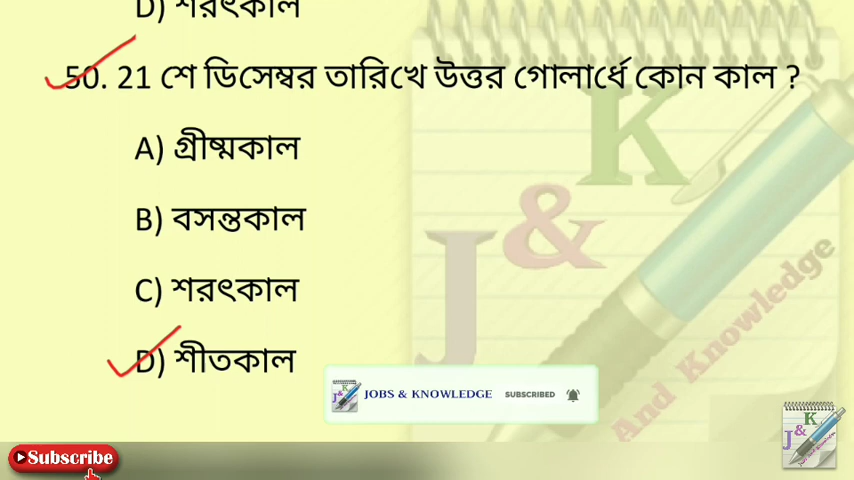 D) শরৎকাল
50. 21 শে ডিসেম্বর তারিখে উত্তর গোলার্ধে কোন কাল ?
A) গ্রীষ্মকাল
B) বসন্তকাল
C) শরৎকাল
D) শীতকাল
J & K
And Knowledge
JOBS & KNOWLEDGE SUBSCRIBED
J & K
Subscribe